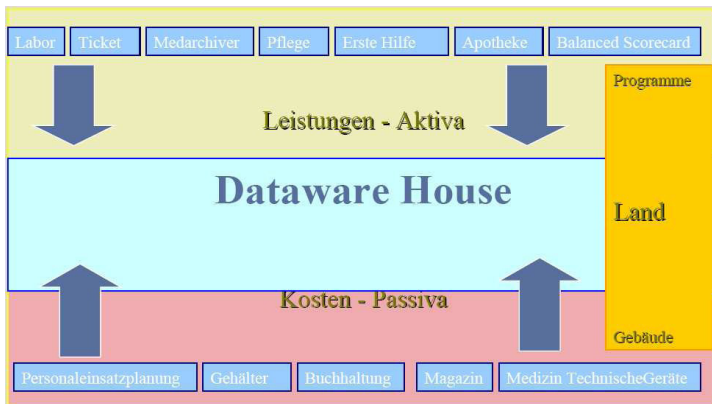 Labor Ticket Medarchiver Pflege Erste Hilfe Apotheke Balanced Scorecard
Programme
Leistungen - Aktiva
Dataware House
Land
Kosten - Passiva
Gebäude
Personaleinsatzplanung Gehälter Buchhaltung Magazin Medizin TechnischeGeräte